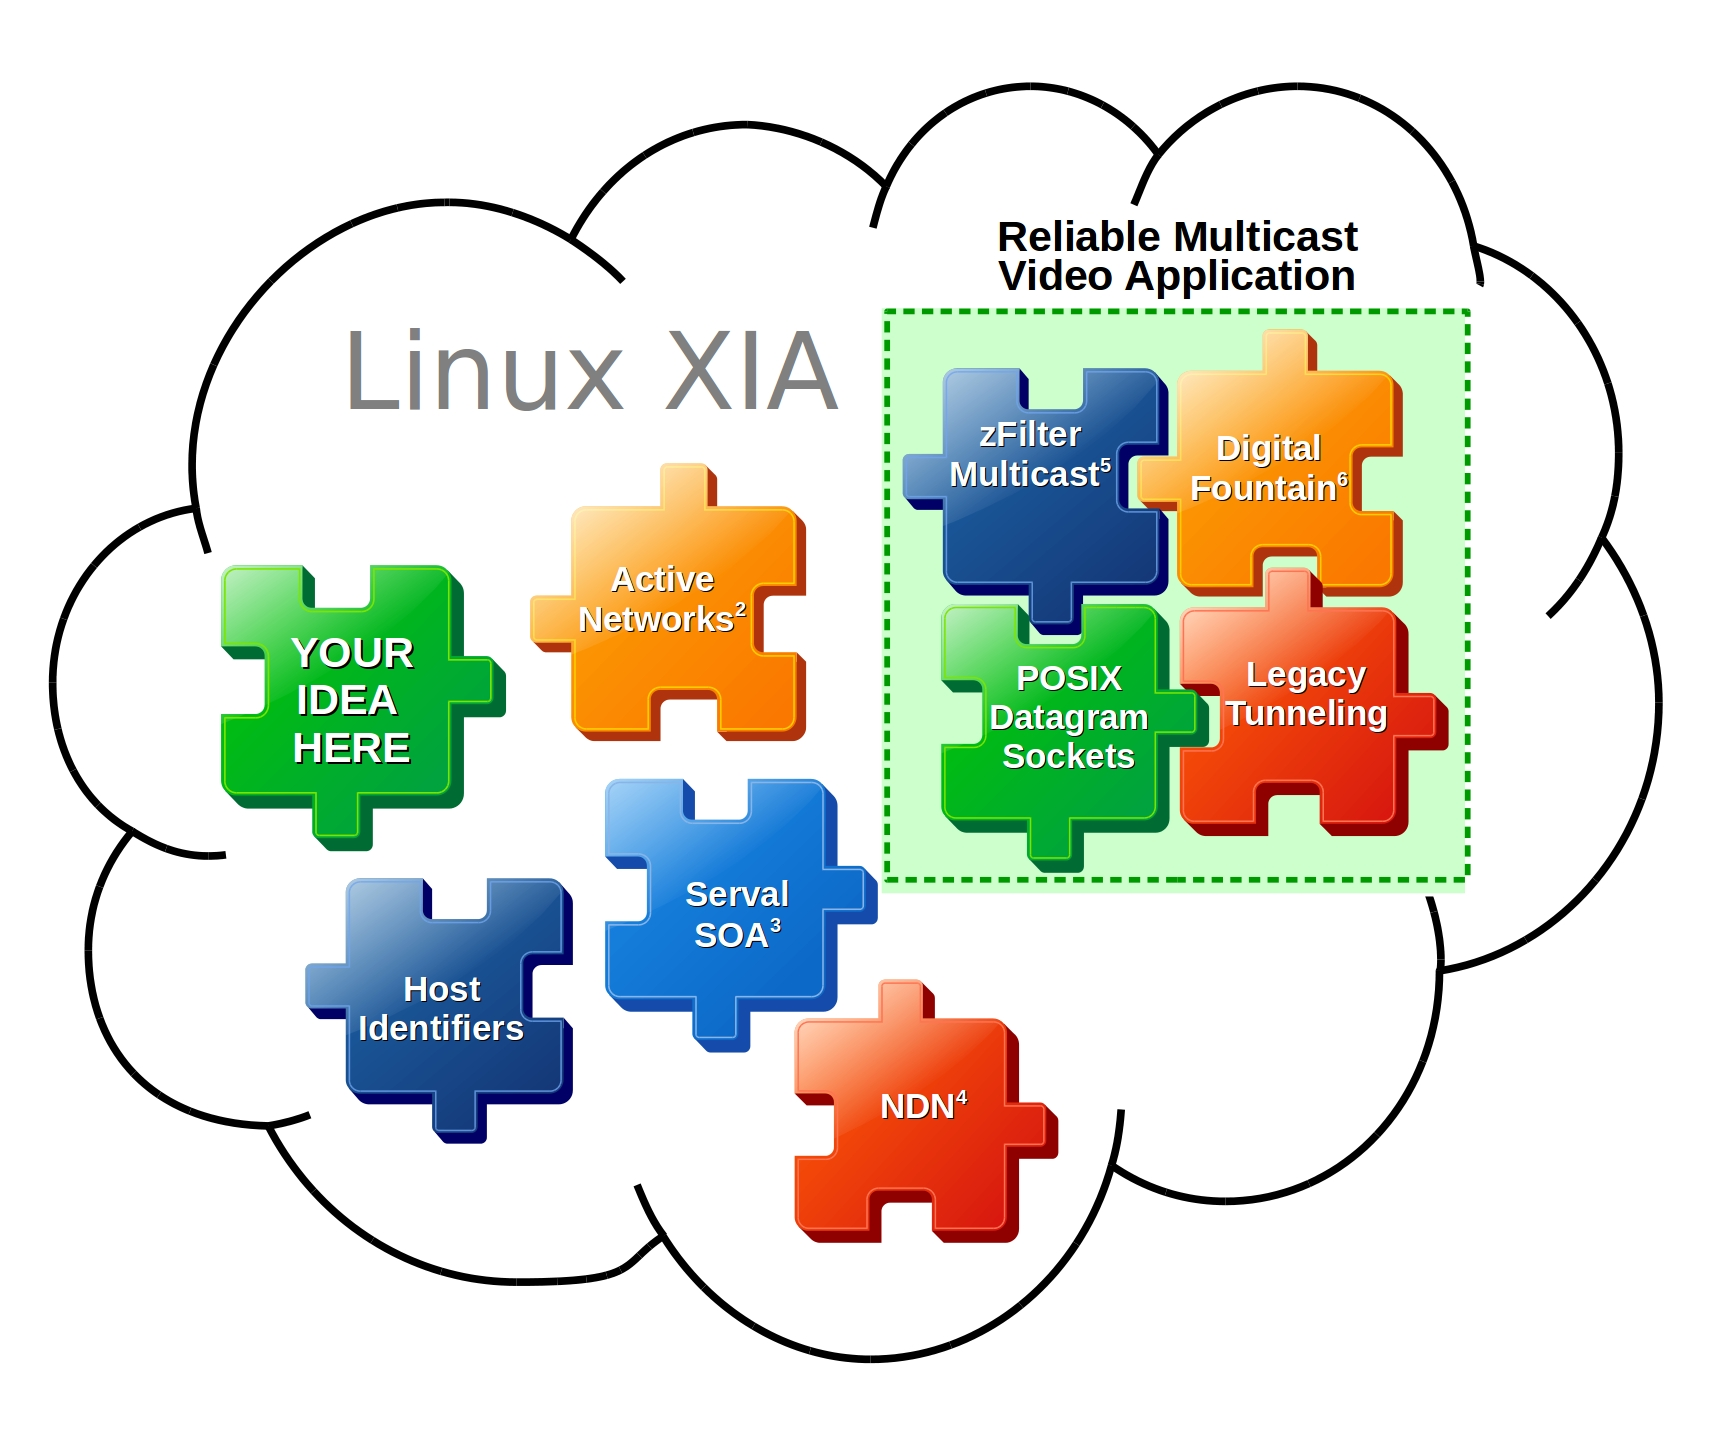 Reliable Multicast
Video Application
Linux XIA
zFilter
Multicast⁵
Digital
Fountain⁶
Active
Networks²
YOUR
IDEA
HERE
POSIX
Datagram
Sockets
Legacy
Tunneling
Serval
SOA³
Host
Identifiers
NDN⁴